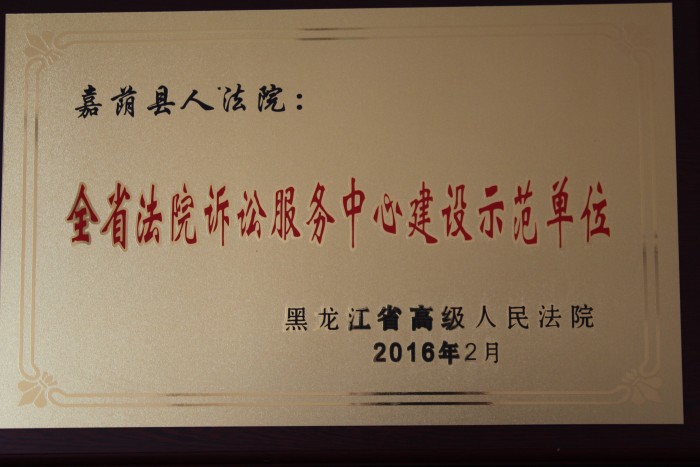 嘉荫县人法院：
全省法院诉讼服务中心建设示范单位
黑龙江省高级人民法院
2016年2月